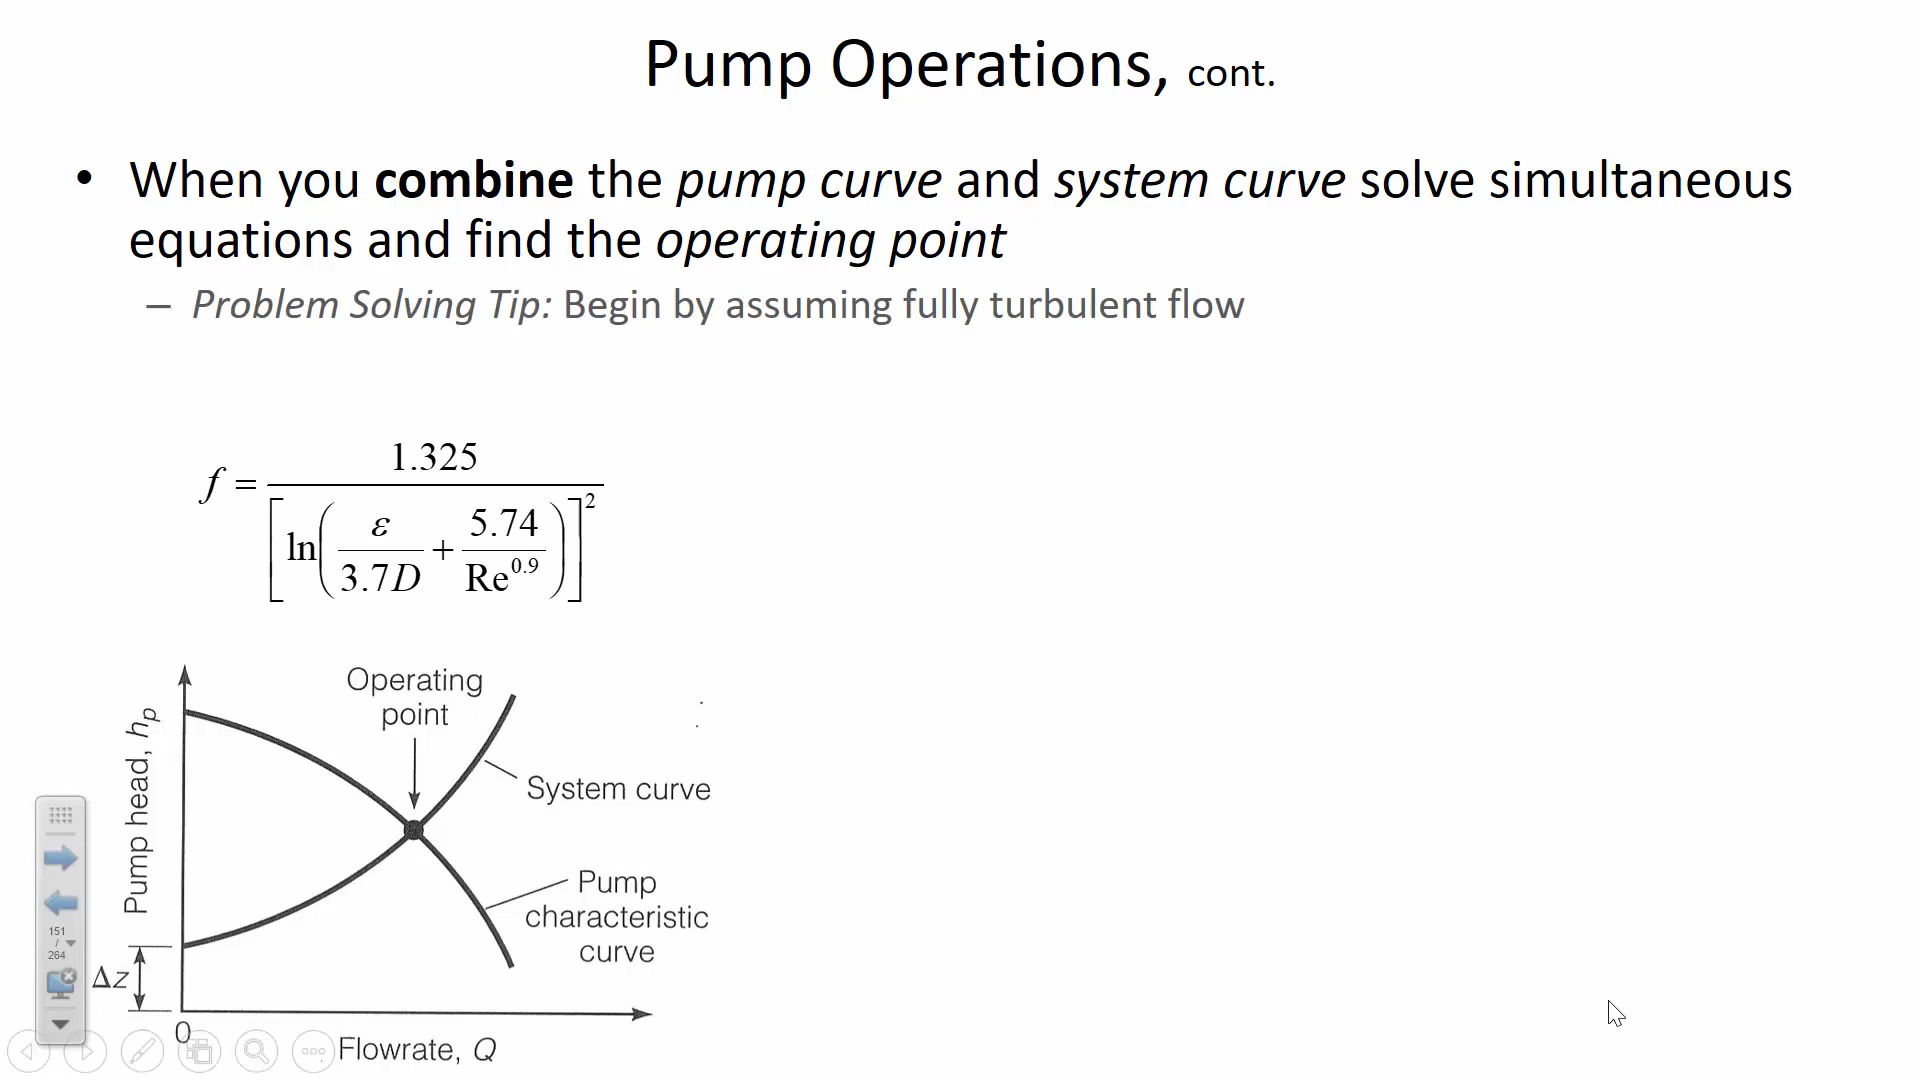 Pump Operations, cont.
• When you combine the pump curve and system curve solve simultaneous
equations and find the operating point
– Problem Solving Tip: Begin by assuming fully turbulent flow
f = 1.325 / [ln(ε/3.7D + 5.74/Re^0.9)]^2
Operating
point
Pump head, hp
System curve
Pump
characteristic
curve
Δz
0
Flowrate, Q
151
/
264